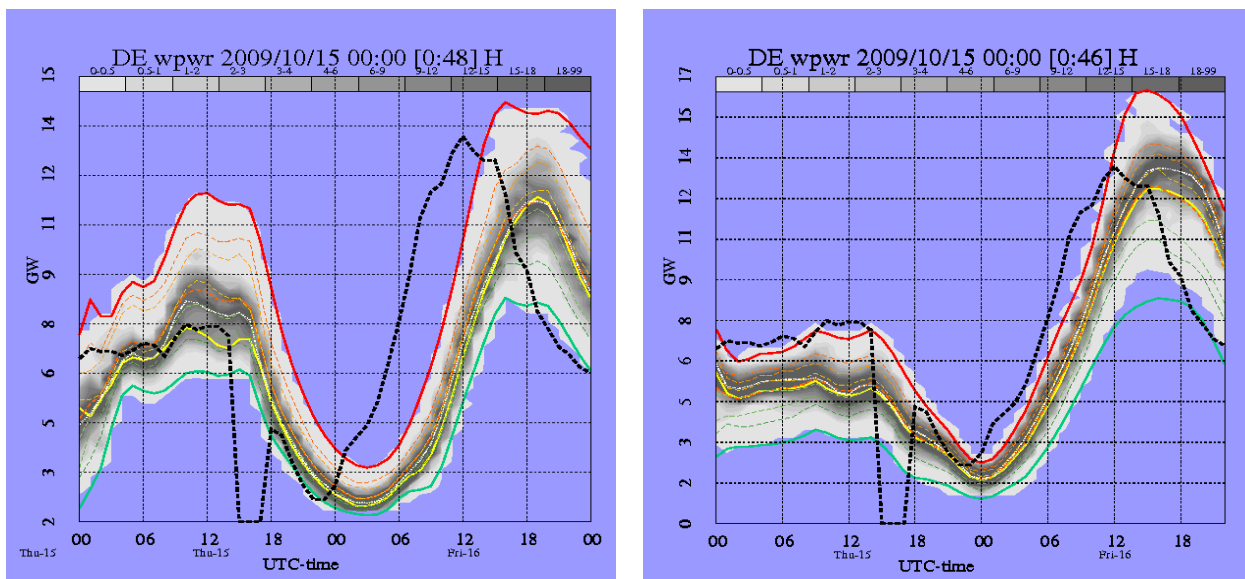 DE wpwr 2009/10/15 00:00 [0:48] H
0-0.5 0.5-1 1-2 2-3 3-4 4-6 6-9 9-12 12-15 15-18 18-99
15
14
12
11
9
8
6
5
3
2
GW
00 06 12 18 00 06 12 18 00
Thu-15 Thu-15 Fri-16
UTC-time
DE wpwr 2009/10/15 00:00 [0:46] H
0-0.5 0.5-1 1-2 2-3 3-4 4-6 6-9 9-12 12-15 15-18 18-99
17
15
14
12
11
9
8
6
5
3
0
GW
00 06 12 18 00 06 12 18
Thu-15 Fri-16
UTC-time